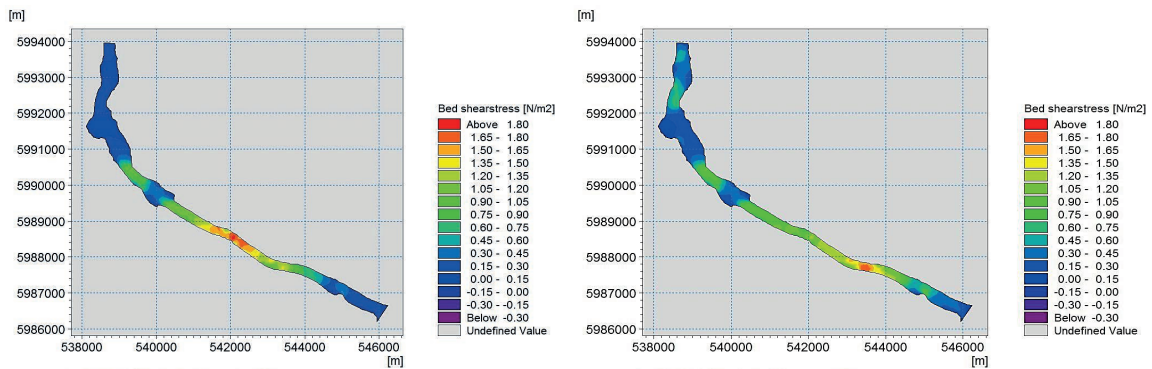 [m]
5994000
5993000
5992000
5991000
5990000
5989000
5988000
5987000
5986000
538000 540000 542000 544000 546000
[m]
Bed shearstress [N/m2]
Above 1.80
1.65 - 1.80
1.50 - 1.65
1.35 - 1.50
1.20 - 1.35
1.05 - 1.20
0.90 - 1.05
0.75 - 0.90
0.60 - 0.75
0.45 - 0.60
0.30 - 0.45
0.15 - 0.30
0.00 - 0.15
-0.15 - 0.00
-0.30 - 0.15
Below -0.30
Undefined Value
[m]
5994000
5993000
5992000
5991000
5990000
5989000
5988000
5987000
5986000
538000 540000 542000 544000 546000
[m]
Bed shearstress [N/m2]
Above 1.80
1.65 - 1.80
1.50 - 1.65
1.35 - 1.50
1.20 - 1.35
1.05 - 1.20
0.90 - 1.05
0.75 - 0.90
0.60 - 0.75
0.45 - 0.60
0.30 - 0.45
0.15 - 0.30
0.00 - 0.15
-0.15 - 0.00
-0.30 - 0.15
Below -0.30
Undefined Value